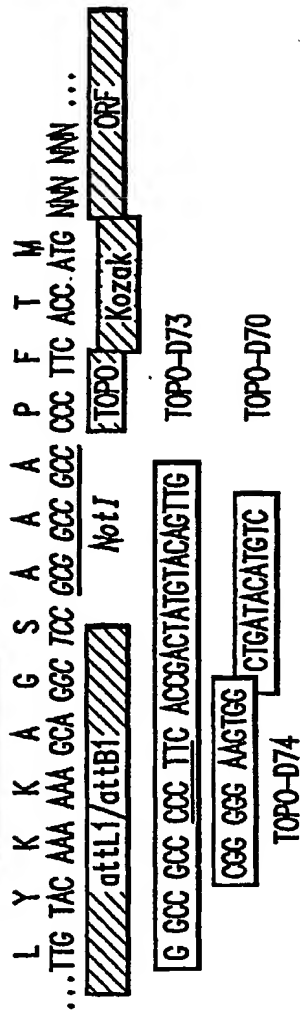 L Y K K A G S A A A P F T M
...TTG TAC AAA AAA GCA GGC TCC GCG GCC GCC CCC TTC ACC ATG NNN NNN ...
attL1/attB1 NotI TOPO Kozak ORF
G GCC GCC CCC TTC ACCGACTATGTACAGTTG TOPO-D73
CGG GGG AAGTGG CTGATACATGTC TOPO-D70
TOPO-D74